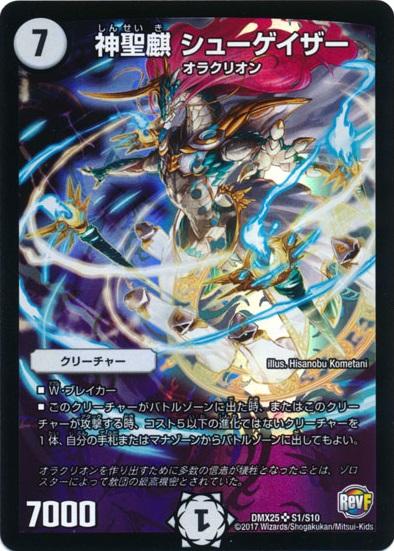 7
しんせいき
神聖麒 シューゲイザー
オラクリオン
クリーチャー
illus. Hisanobu Kometani
■ W・ブレイカー
■ このクリーチャーがバトルゾーンに出た時、またはこのクリー
チャーが攻撃する時、コスト5以下の進化ではないクリーチャーを
1体、自分の手札またはマナゾーンからバトルゾーンに出してもよい。
オラクリオンを作り出すために多数の信者が犠牲となったことは、ゾロ
スターによって教団の最高機密とされていた。
7000
1
DMX25 S1/S10
©2017 Wizards/Shogakukan/Mitsui-Kids
RevF